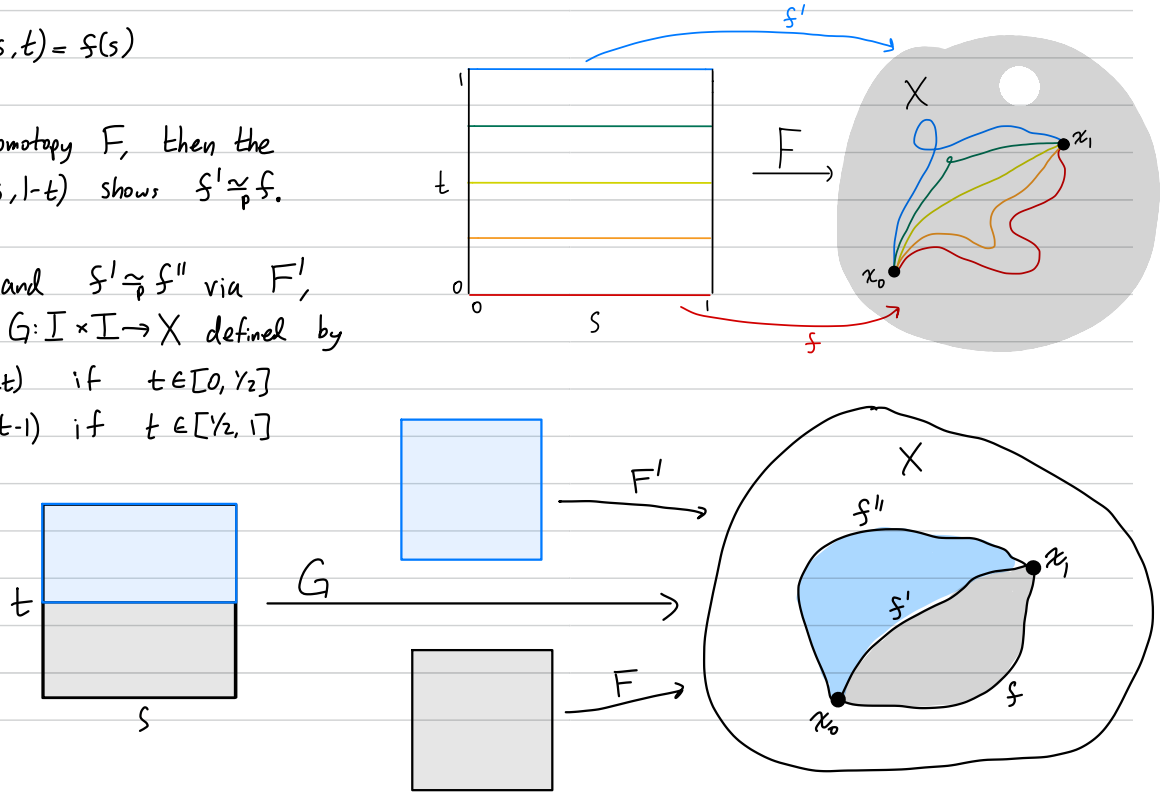 s,t) = f(s)
omotopy F, then the
s,1-t) shows f' ≃ₚ f.
and f' ≃ₚ f'' via F',
G: I × I → X defined by
t) if t ∈ [0, 1/2]
t-1) if t ∈ [1/2, 1]
f'
1
t
0
0
s
1
F
X
x₁
x₀
f
t
s
G
F'
F
X
f''
x₁
f'
f
x₀